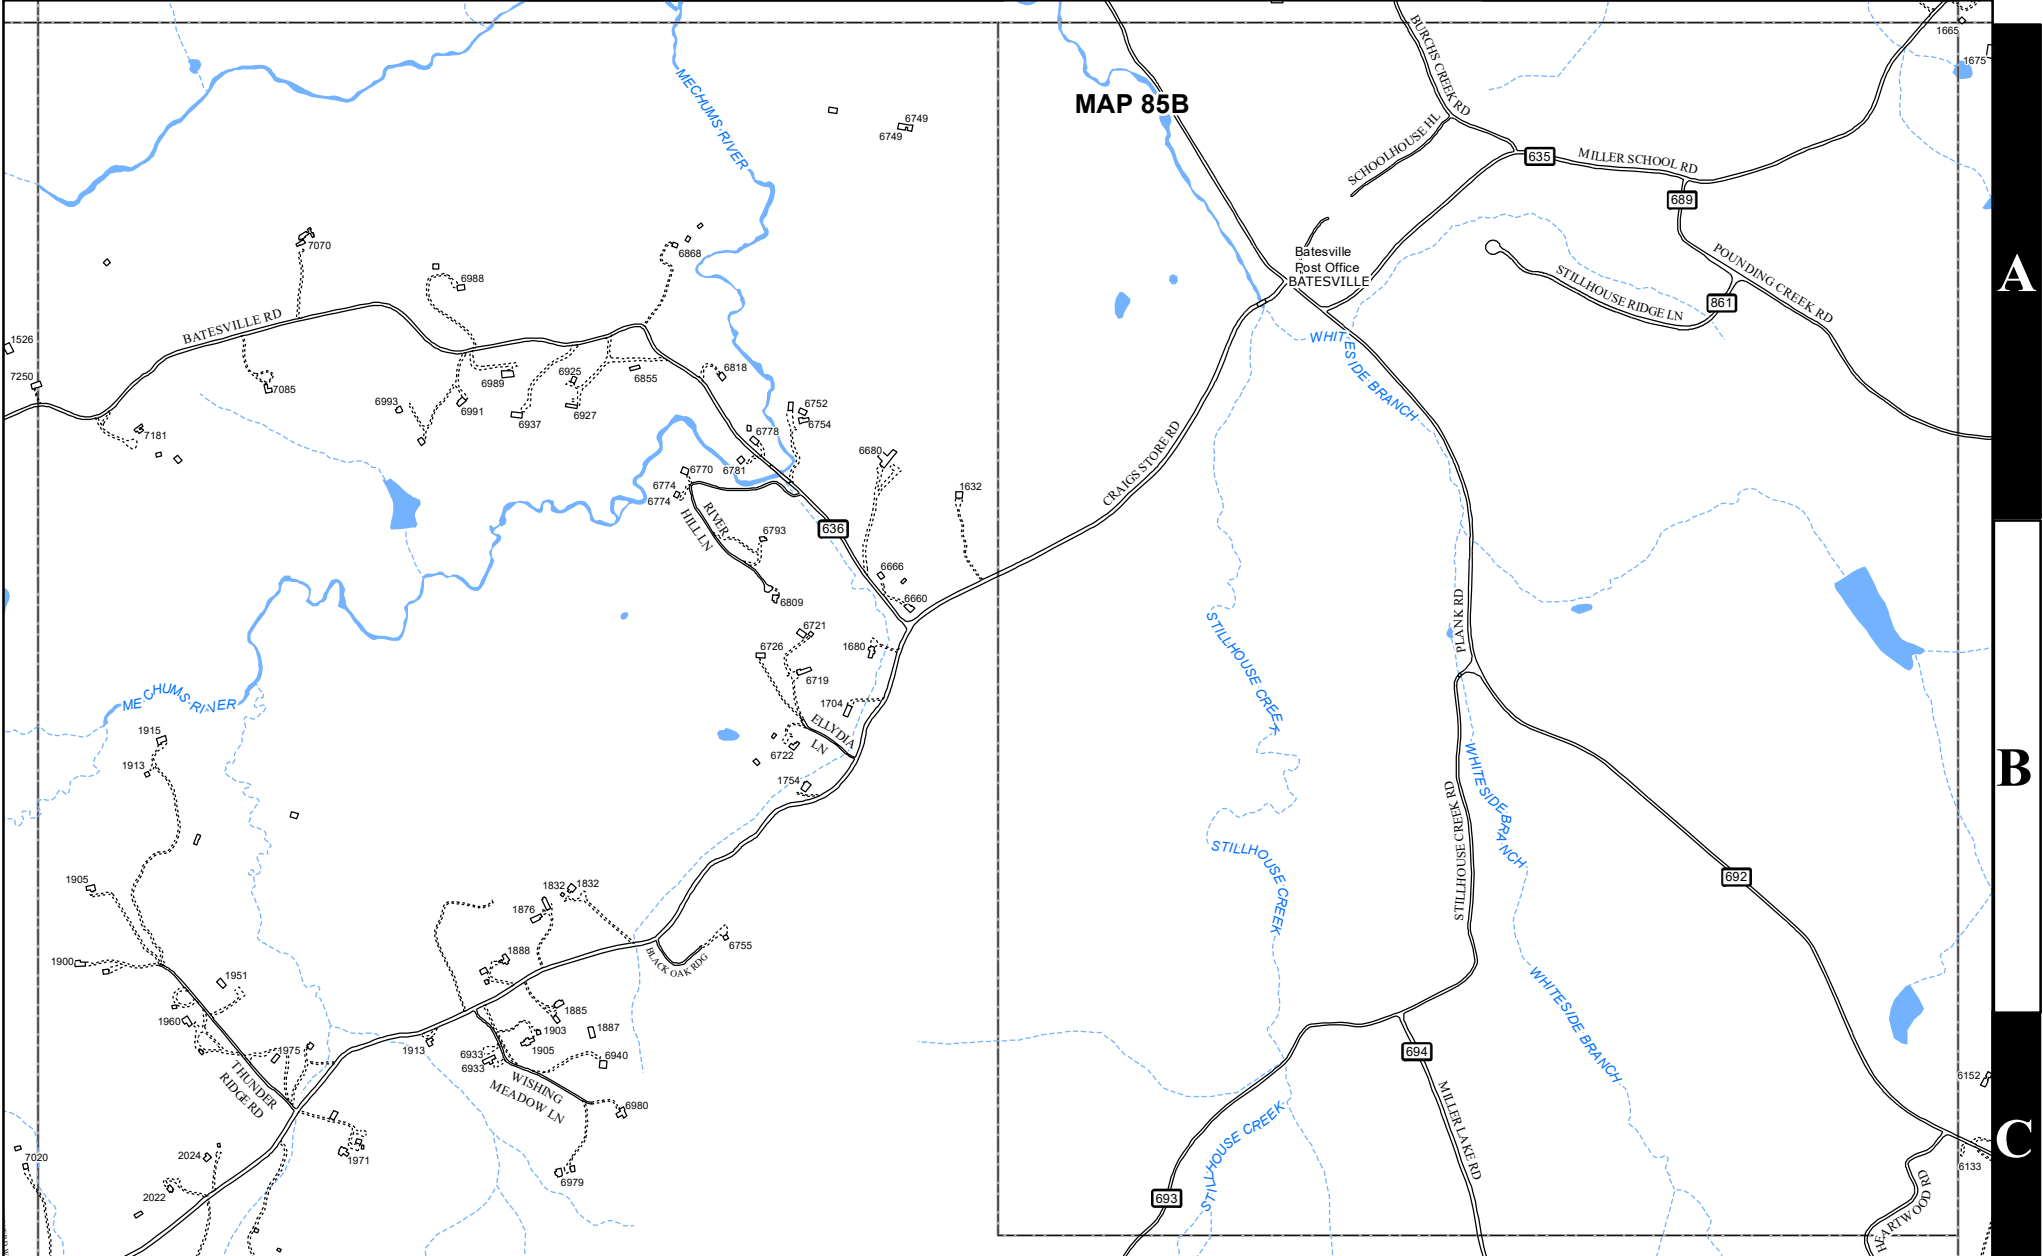 1665
1675
MECHUMS RIVER
6749
6749
MAP 85B
BURCHS CREEK RD
SCHOOLHOUSE HL
635
MILLER SCHOOL RD
689
7070
6988
6868
Batesville
Post Office
BATESVILLE
POUNDING CREEK RD
STILLHOUSE RIDGE LN
861
A
BATESVILLE RD
1526
7250
7085
6993
6991
6989
6937
6925
6927
6855
6818
WHITESIDE BRANCH
7181
6752
6754
6778
6781
6770
6774
6774
6680
1632
CRAIGS STORE RD
RIVER
HILL LN
636
6793
6809
6666
6660
PLANK RD
STILLHOUSE CREEK
6721
6726
6719
1680
1704
ELLYDIA
LN
6722
1754
MECHUMS RIVER
1915
1913
B
WHITESIDE BRANCH
STILLHOUSE CREEK RD
STILLHOUSE CREEK
692
1905
1832
1832
1876
1888
6755
BLACK OAK RDG
1900
1951
1960
1975
THUNDER
RIDGE RD
1885
1903
1887
1905
1913
6933
6933
6940
WISHING
MEADOW LN
6980
6979
WHITESIDE BRANCH
694
MILLER LAKE RD
STILLHOUSE CREEK
693
6152
6133
C
HEARTWOOD RD
1971
2024
2022
7020